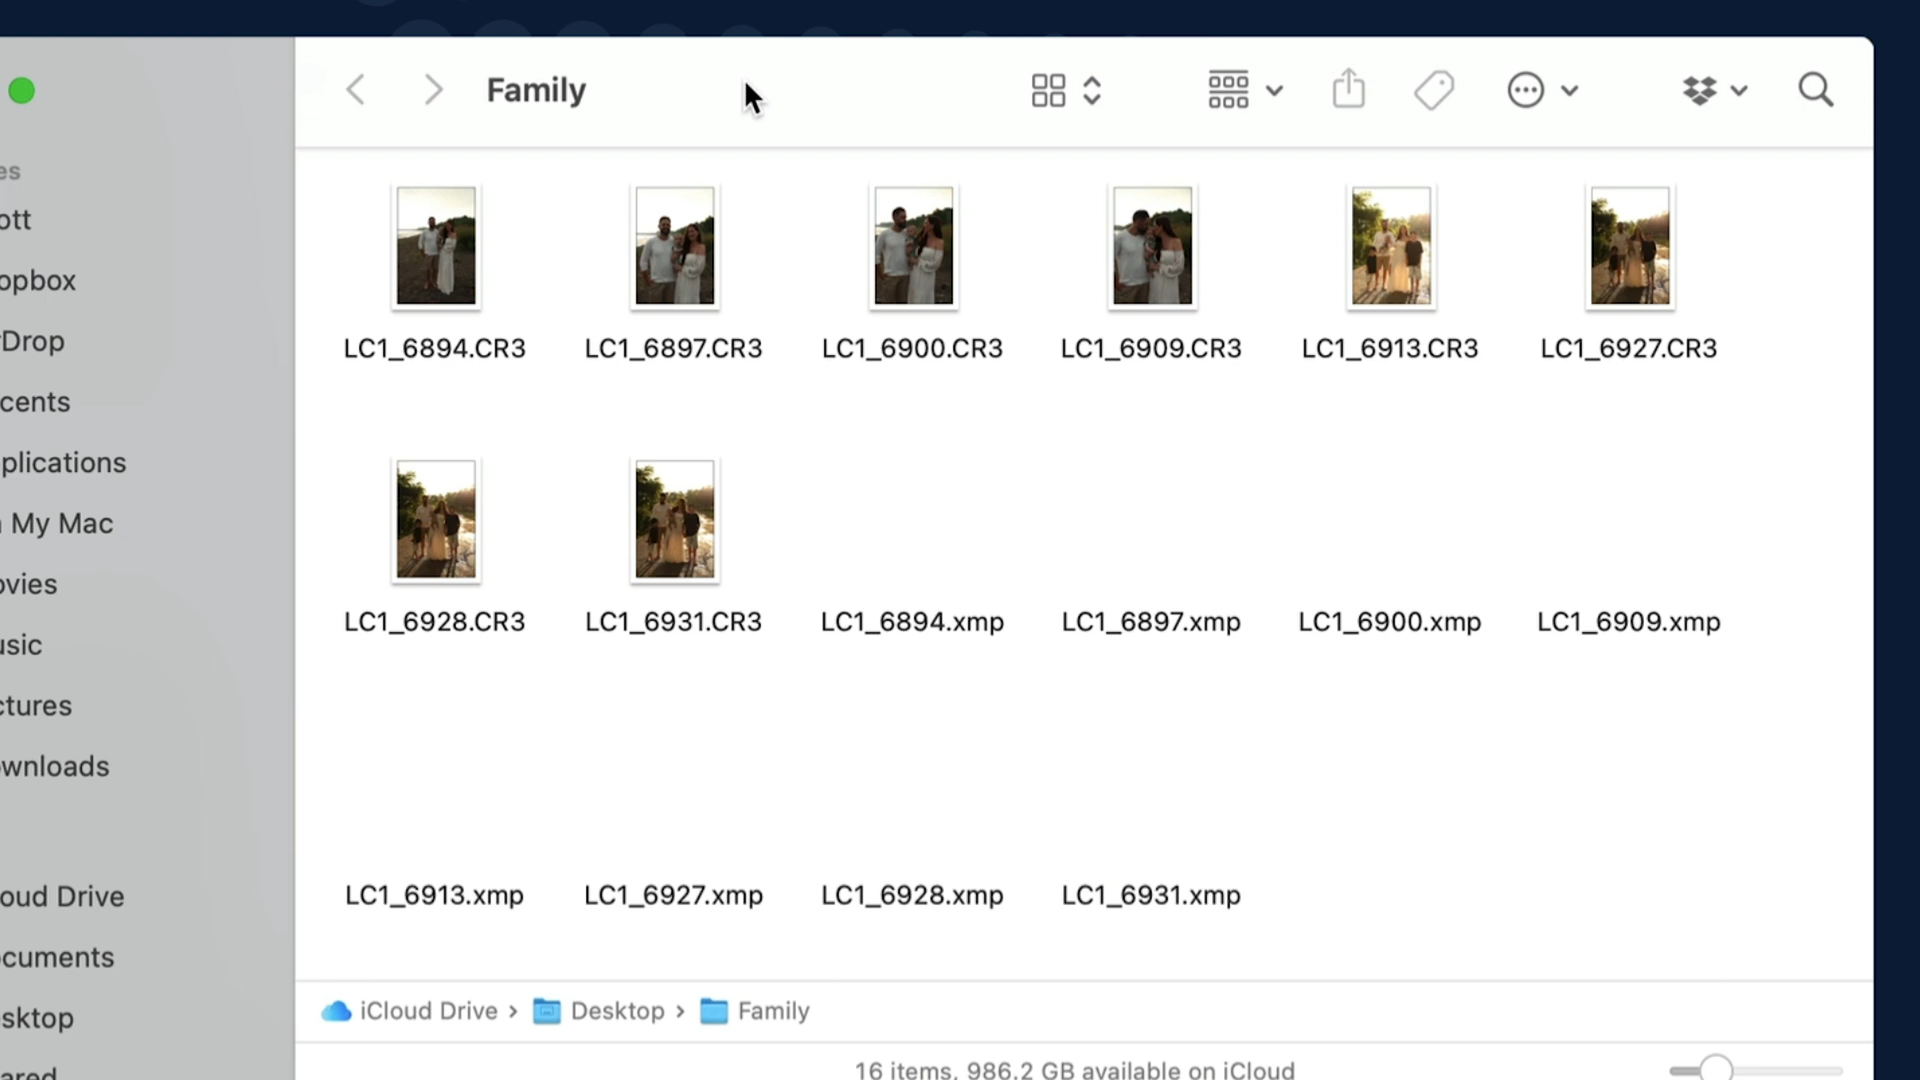 Family
es
ott
opbox
Drop
cents
plications
My Mac
ovies
usic
ctures
ownloads
oud Drive
ocuments
sktop
ared
LC1_6894.CR3 LC1_6897.CR3 LC1_6900.CR3 LC1_6909.CR3 LC1_6913.CR3 LC1_6927.CR3
LC1_6928.CR3 LC1_6931.CR3 LC1_6894.xmp LC1_6897.xmp LC1_6900.xmp LC1_6909.xmp
LC1_6913.xmp LC1_6927.xmp LC1_6928.xmp LC1_6931.xmp
iCloud Drive › Desktop › Family
16 items, 986.2 GB available on iCloud